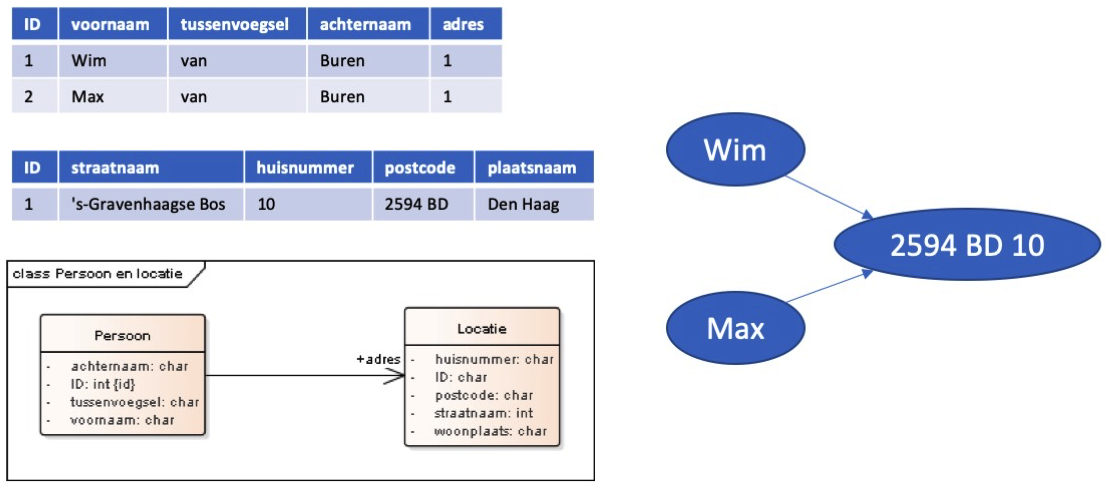 ID voornaam tussenvoegsel achternaam adres
1 Wim van Buren 1
2 Max van Buren 1
ID straatnaam huisnummer postcode plaatsnaam
1 's-Gravenhaagse Bos 10 2594 BD Den Haag
class Persoon en locatie
Persoon
- achternaam: char
- ID: int {id}
- tussenvoegsel: char
- voornaam: char
+adres
Locatie
- huisnummer: char
- ID: char
- postcode: char
- straatnaam: int
- woonplaats: char
Wim
2594 BD 10
Max